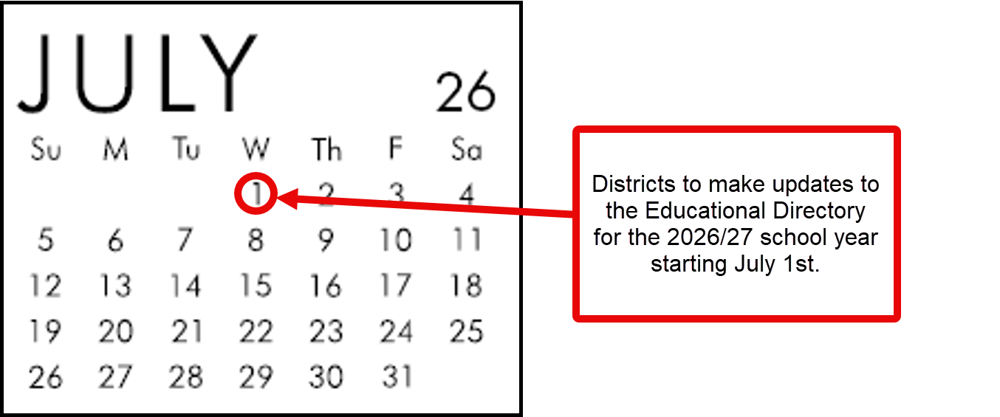 JULY 26
Su M Tu W Th F Sa
1 2 3 4
5 6 7 8 9 10 11
12 13 14 15 16 17 18
19 20 21 22 23 24 25
26 27 28 29 30 31
Districts to make updates to
the Educational Directory
for the 2026/27 school year
starting July 1st.